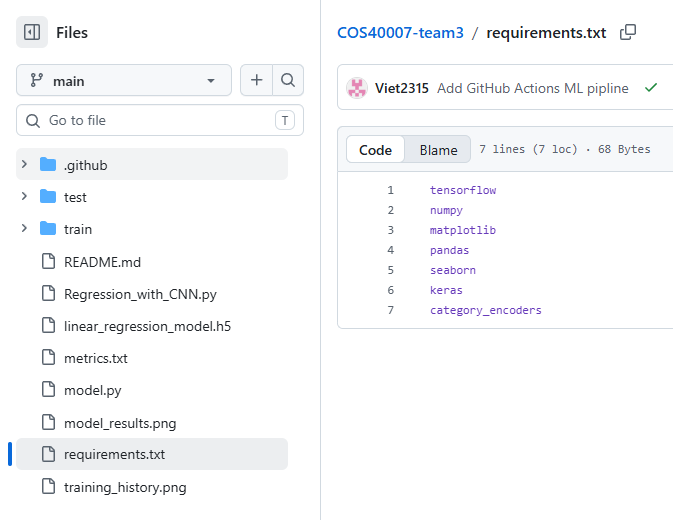 Files
main
Go to file
T
.github
test
train
README.md
Regression_with_CNN.py
linear_regression_model.h5
metrics.txt
model.py
model_results.png
requirements.txt
training_history.png
COS40007-team3 / requirements.txt
Viet2315 Add GitHub Actions ML pipline
Code Blame 7 lines (7 loc) · 68 Bytes
1 tensorflow
2 numpy
3 matplotlib
4 pandas
5 seaborn
6 keras
7 category_encoders